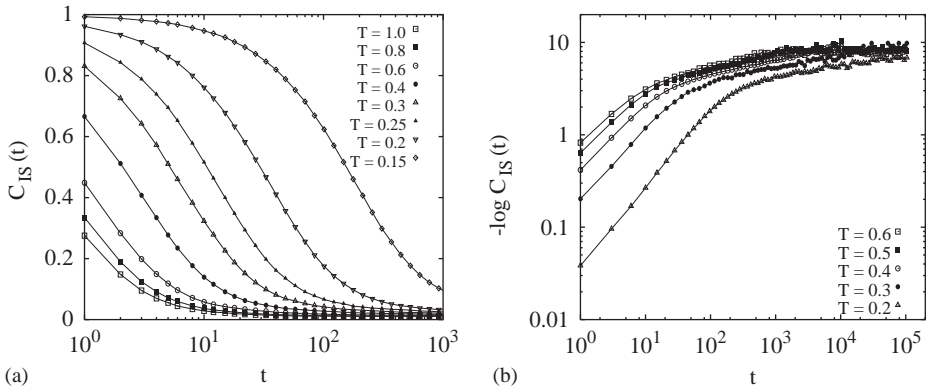 1
0.8
0.6
0.4
0.2
0
C_IS(t)
10^0
10^1
10^2
10^3
t
T = 1.0
T = 0.8
T = 0.6
T = 0.4
T = 0.3
T = 0.25
T = 0.2
T = 0.15
(a)
10
1
0.1
0.01
-log C_IS(t)
10^0
10^1
10^2
10^3
10^4
10^5
t
T = 0.6
T = 0.5
T = 0.4
T = 0.3
T = 0.2
(b)